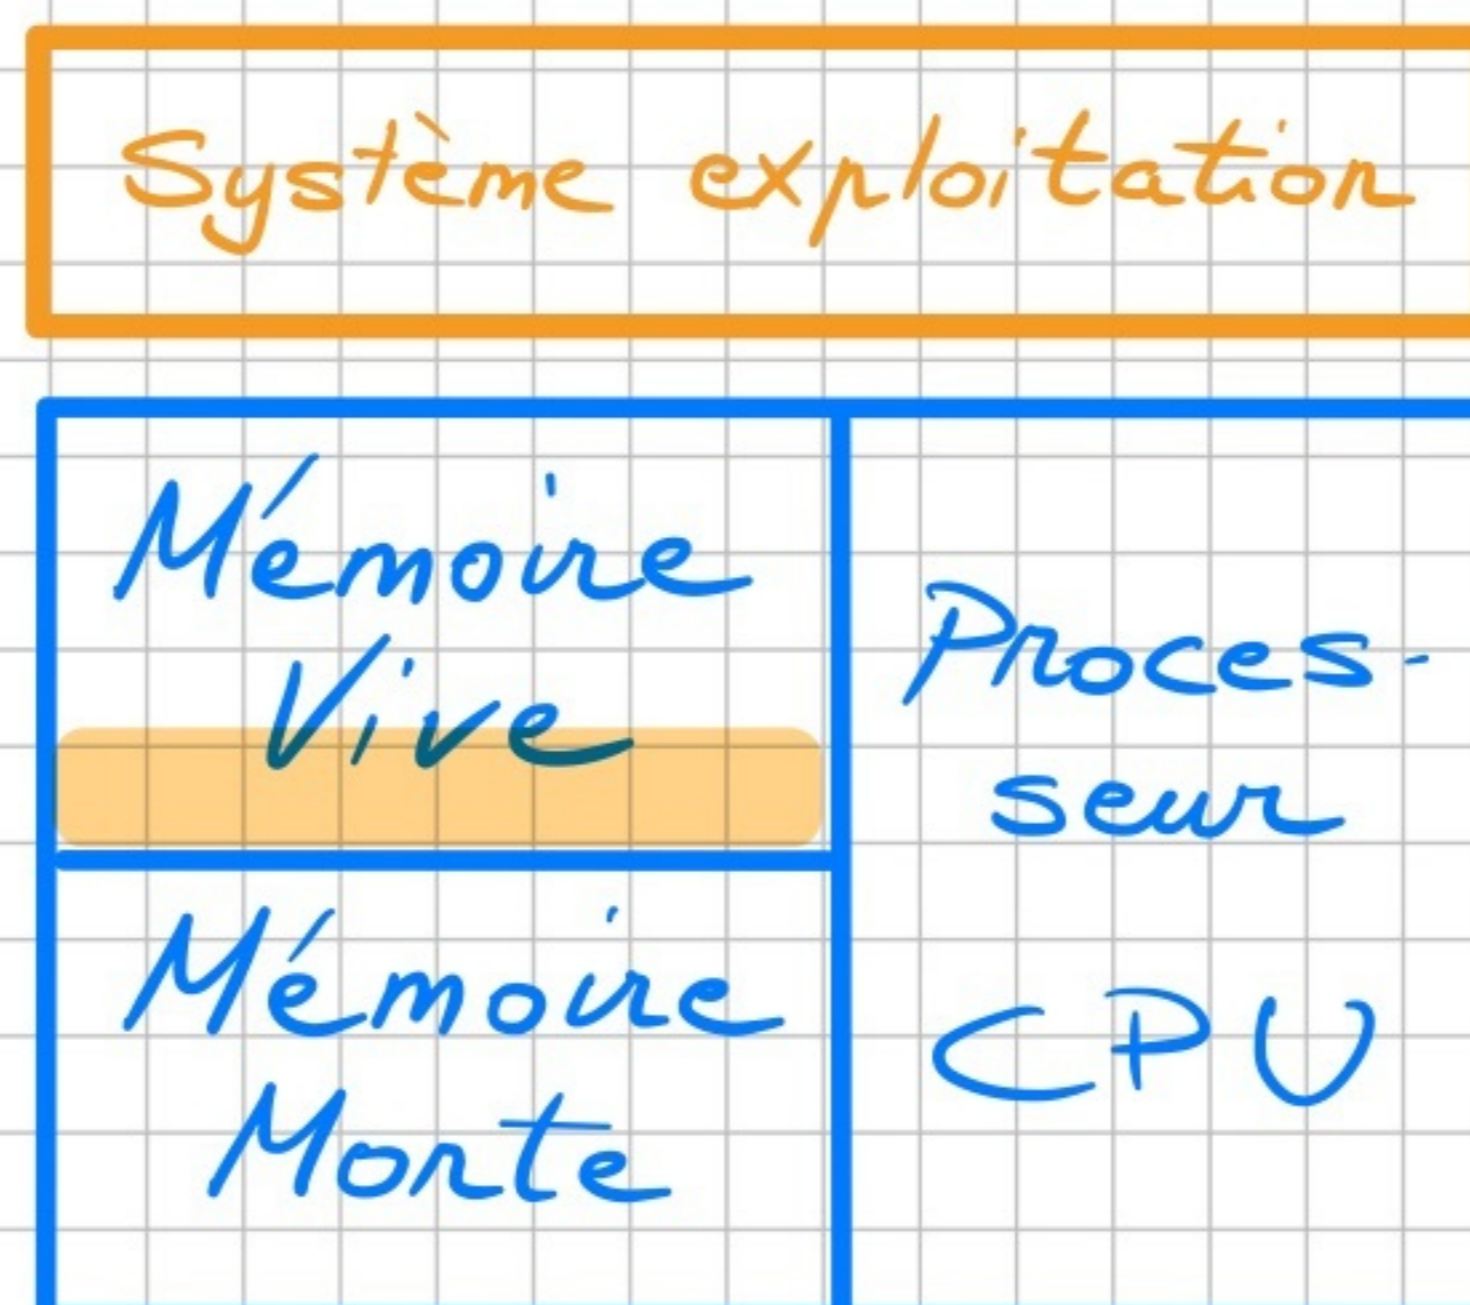 Système exploitation
Mémoire
Vive
Proces-
seur
CPU
Mémoire
Morte